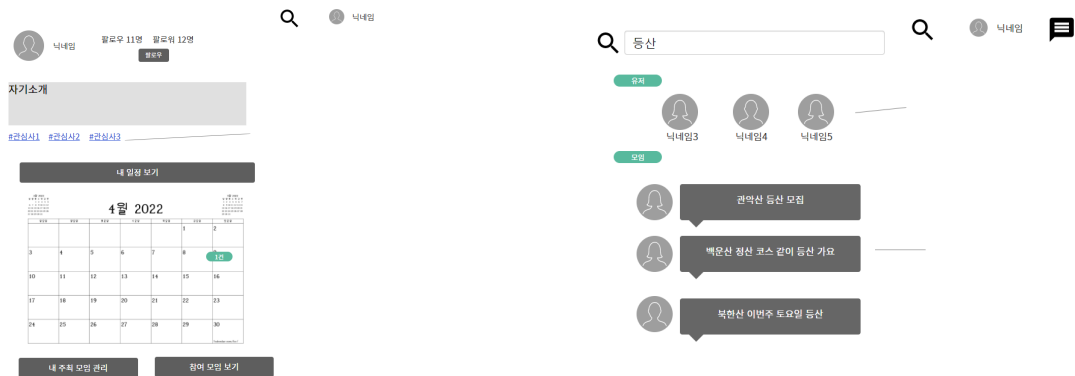 닉네임
팔로우 11명 팔로워 12명
팔로우
자기소개
#관심사1 #관심사2 #관심사3
내 일정 보기
4월 2022
1 2
3 4 5 6 7 8
1건
10 11 12 13 14 15 16
17 18 19 20 21 22 23
24 25 26 27 28 29 30
내 주최 모임 관리 참여 모임 보기
닉네임
등산
유저
닉네임3 닉네임4 닉네임5
모임
관악산 등산 모집
백운산 정산 코스 같이 등산 가요
북한산 이번주 토요일 등산
닉네임